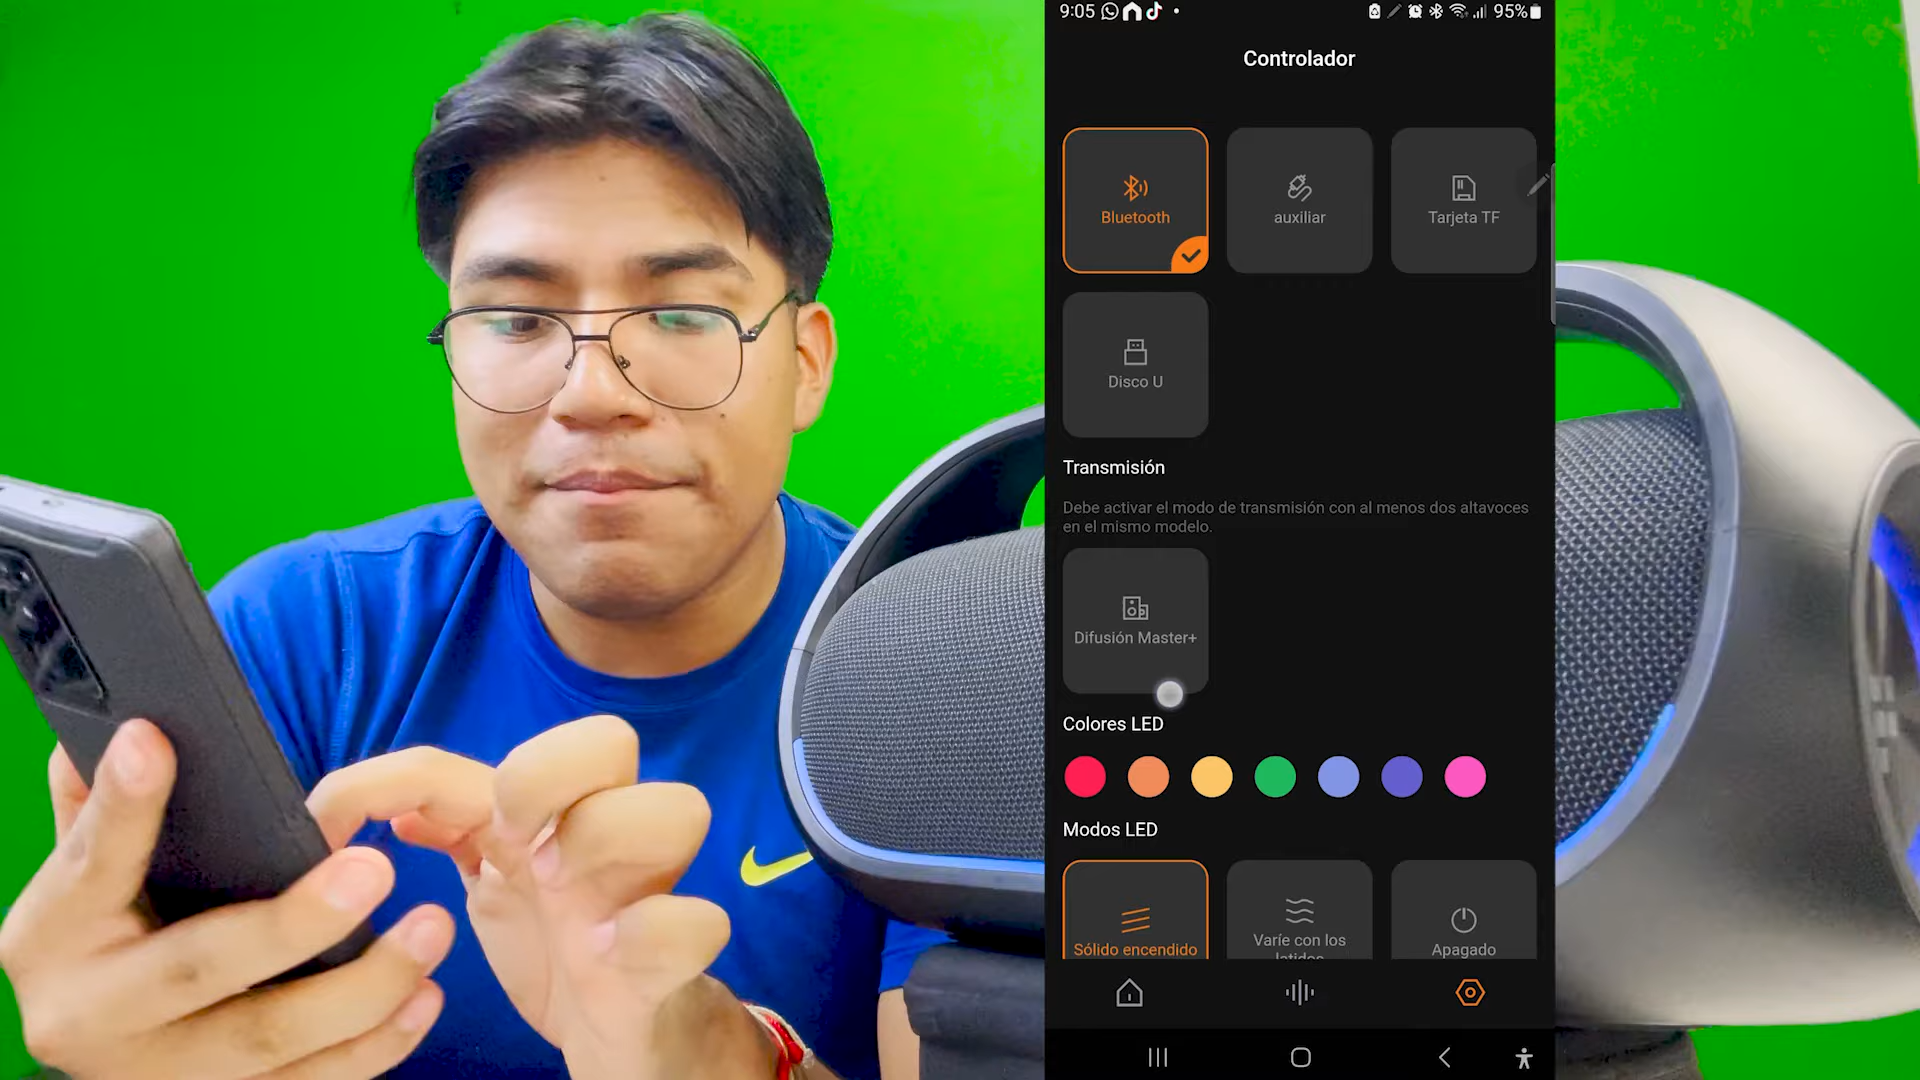 9:05
95%
Controlador
Bluetooth
auxiliar
Tarjeta TF
Disco U
Transmisión
Debe activar el modo de transmisión con al menos dos altavoces
en el mismo modelo.
Difusión Master+
Colores LED
Modos LED
Sólido encendido
Varíe con los
latidos
Apagado